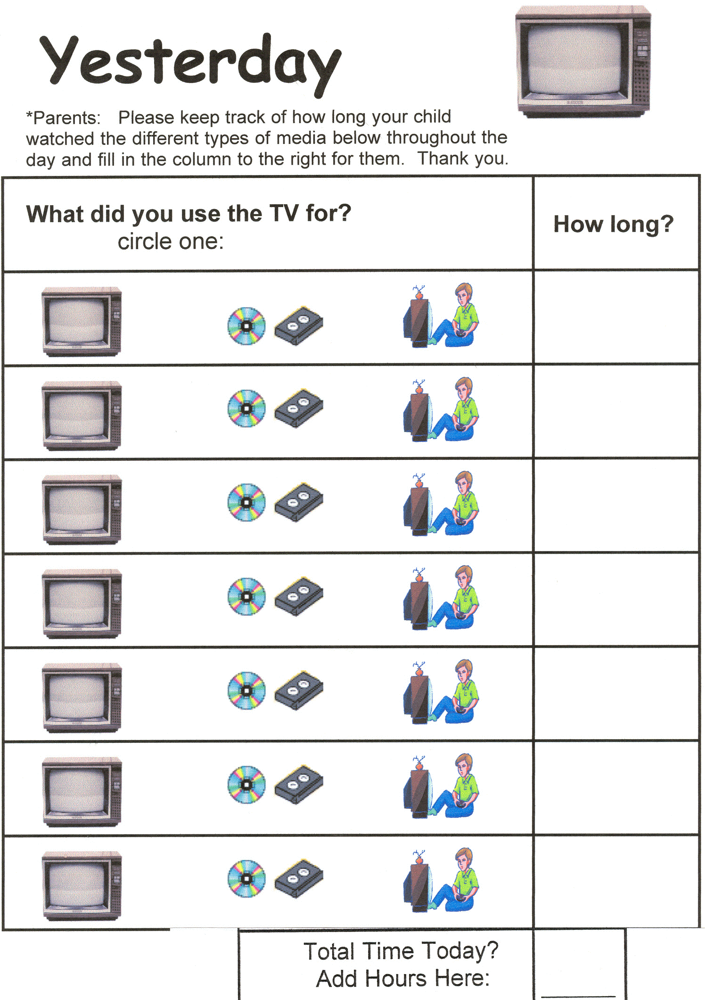 Yesterday
*Parents: Please keep track of how long your child
watched the different types of media below throughout the
day and fill in the column to the right for them. Thank you.
What did you use the TV for?
circle one:
How long?
Total Time Today?
Add Hours Here: